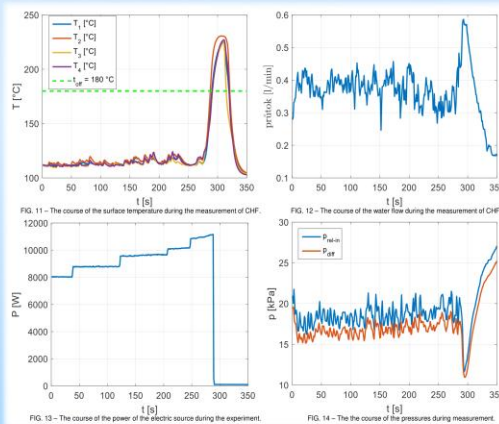 T₁ [°C]
T₂ [°C]
T₃ [°C]
T₄ [°C]
t_off = 180 °C
T [°C]
250
200
150
100
0 50 100 150 200 250 300 350
t [s]
FIG. 11 – The course of the surface temperature during the measurement of CHF.
průtok [l/min]
0.6
0.5
0.4
0.3
0.2
0.1
0 50 100 150 200 250 300 350
t [s]
FIG. 12 – The course of the water flow during the measurement of CHF
P [W]
12000
10000
8000
6000
4000
2000
0
0 50 100 150 200 250 300 350
t [s]
FIG. 13 – The course of the power of the electric source during the experiment.
p_rel-in
p_diff
p [kPa]
30
25
20
15
10
0 50 100 150 200 250 300 350
t [s]
FIG. 14 – The the course of the pressures during measurement.